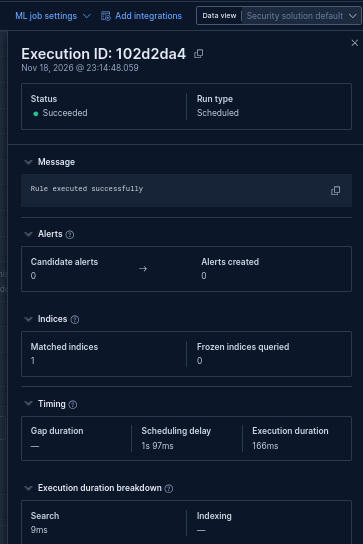 ML job settings Add integrations Data view Security solution default
Execution ID: 102d2da4
Nov 18, 2026 @ 23:14:48.059
Status Run type
Succeeded Scheduled
Message
Rule executed successfully
Alerts
Candidate alerts → Alerts created
0 0
Indices
Matched indices Frozen indices queried
1 0
Timing
Gap duration Scheduling delay Execution duration
— 1s 97ms 166ms
Execution duration breakdown
Search Indexing
9ms —